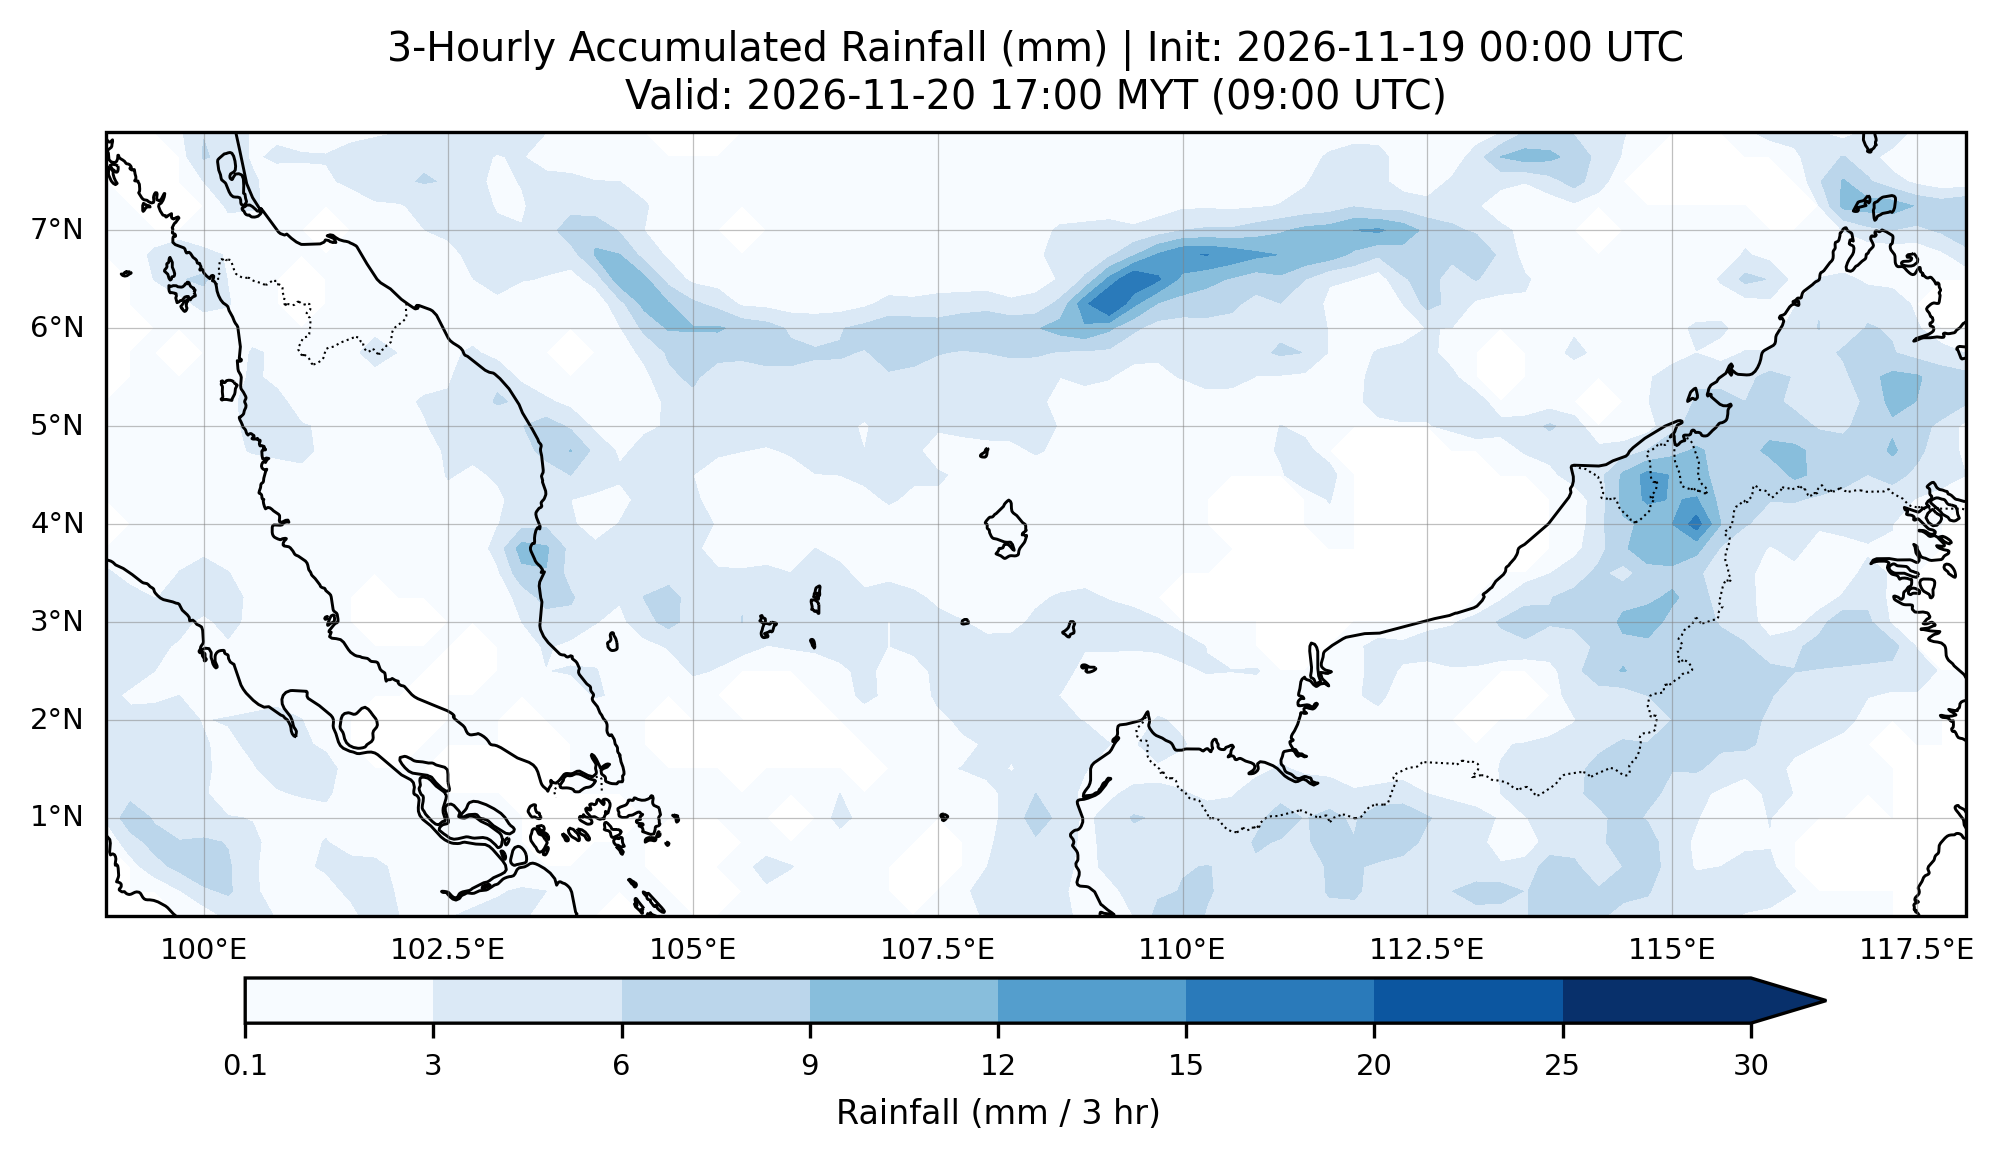 3-Hourly Accumulated Rainfall (mm) | Init: 2026-11-19 00:00 UTC
Valid: 2026-11-20 17:00 MYT (09:00 UTC)
7°N
6°N
5°N
4°N
3°N
2°N
1°N
100°E 102.5°E 105°E 107.5°E 110°E 112.5°E 115°E 117.5°E
0.1 3 6 9 12 15 20 25 30
Rainfall (mm / 3 hr)